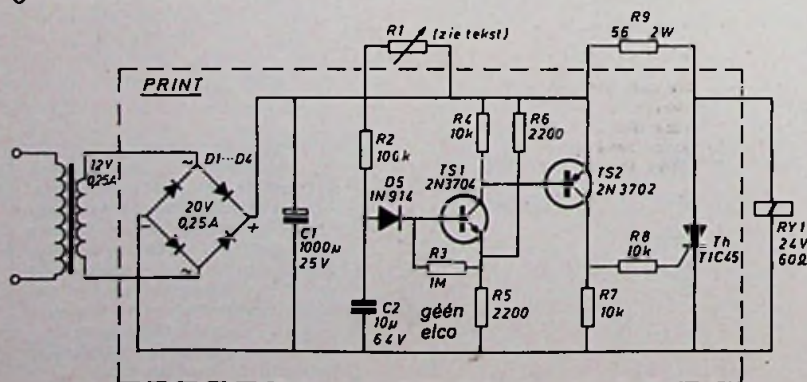 PRINT
12V
0,25A
~
D1...D4
20V
0,25A
-
+
~
C1
1000µ
25V
R1
(zie tekst)
R2
100k
D5
1N914
C2
10µ
64V
R3
1M
géén
elco
R4
10k
TS1
2N3704
R5
2200
R6
2200
TS2
2N3702
R7
10k
R8
10k
R9
56 2W
Th
TIC45
RY1
24V
60Ω